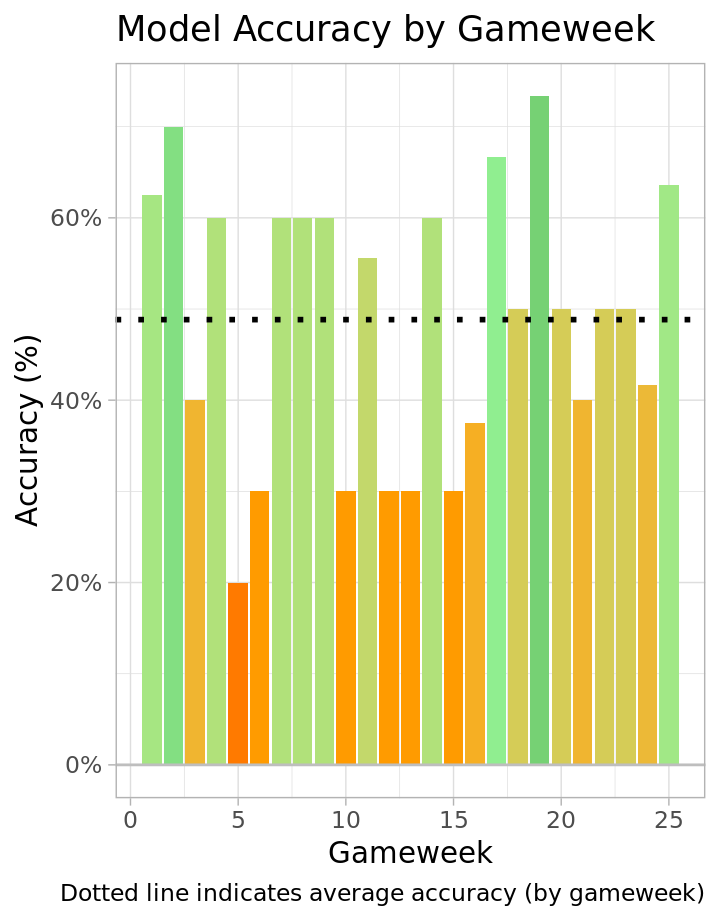 Model Accuracy by Gameweek
Accuracy (%)
60%
40%
20%
0%
0 5 10 15 20 25
Gameweek
Dotted line indicates average accuracy (by gameweek)